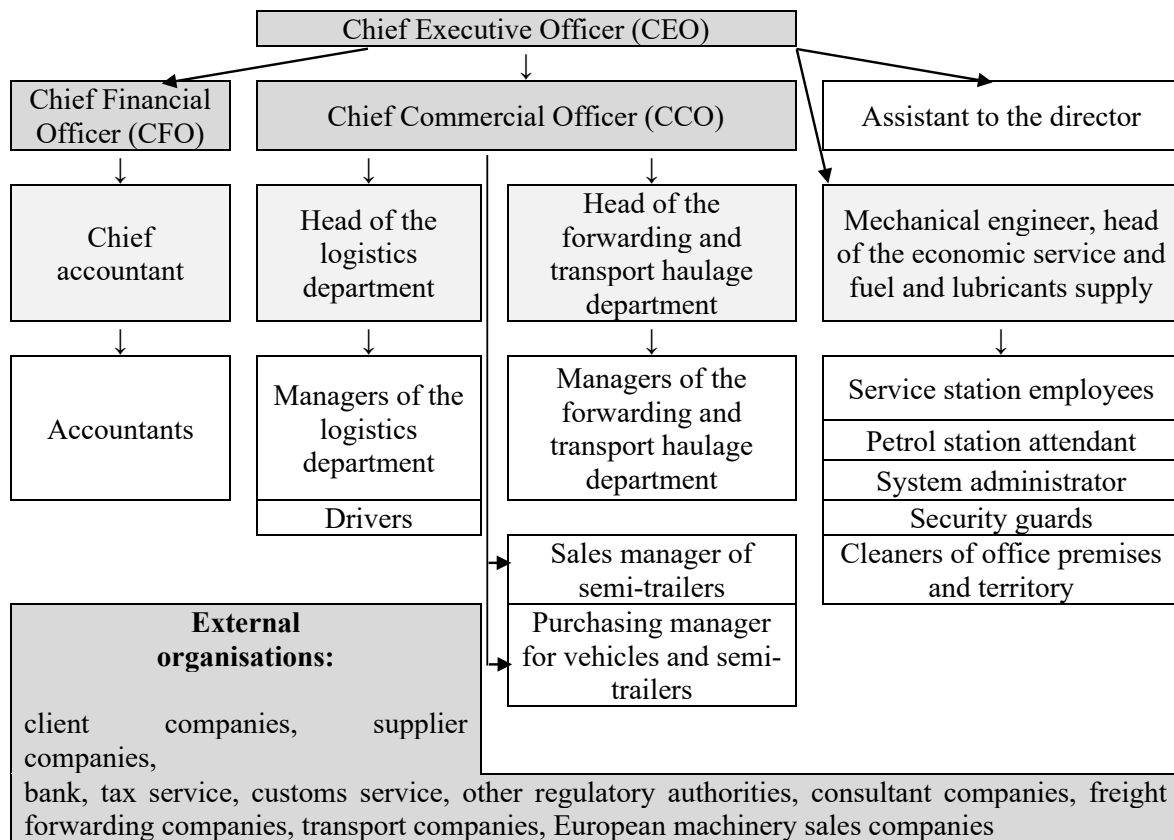 Chief Executive Officer (CEO)
Chief Financial
Officer (CFO)
Chief Commercial Officer (CCO)
Assistant to the director
Chief
accountant
Head of the
logistics
department
Head of the
forwarding and
transport haulage
department
Mechanical engineer, head
of the economic service and
fuel and lubricants supply
Accountants
Managers of the
logistics
department
Drivers
Managers of the
forwarding and
transport haulage
department
Service station employees
Petrol station attendant
System administrator
Security guards
Cleaners of office premises
and territory
Sales manager of
semi-trailers
Purchasing manager
for vehicles and semi-
trailers
External
organisations:
client companies, supplier
companies,
bank, tax service, customs service, other regulatory authorities, consultant companies, freight
forwarding companies, transport companies, European machinery sales companies